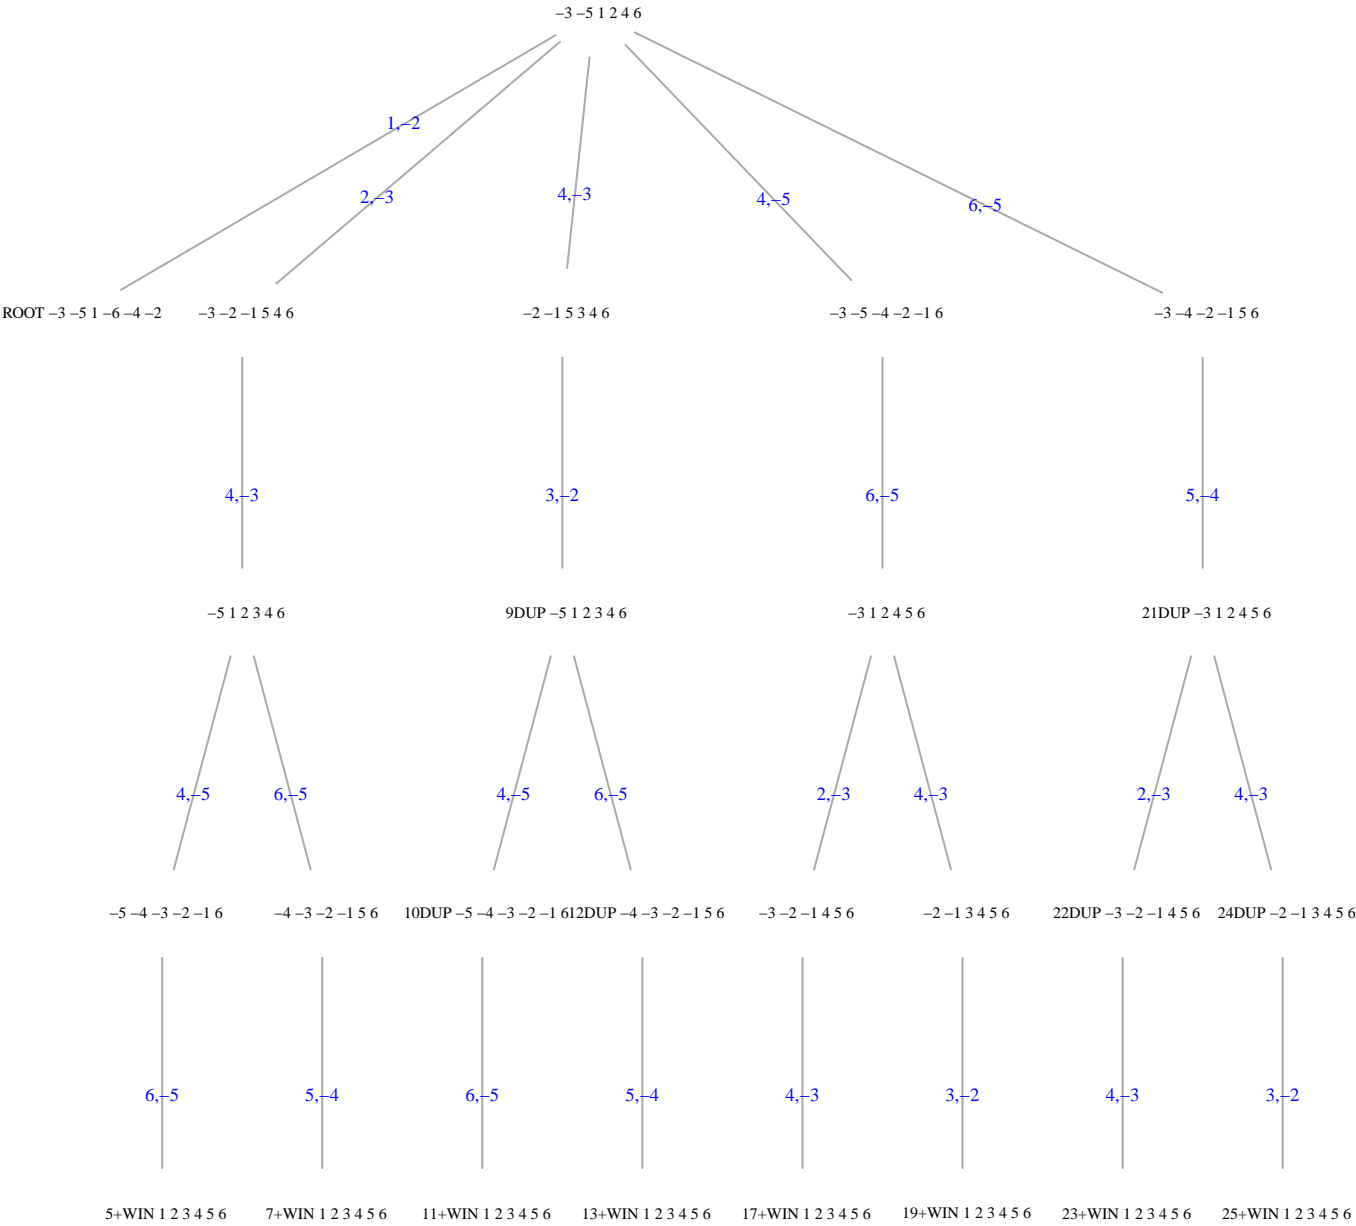 −3 −5 1 2 4 6
1,−2
2,−3
4,−3
4,−5
6,−5
ROOT −3 −5 1 −6 −4 −2
−3 −2 −1 5 4 6
−2 −1 5 3 4 6
−3 −5 −4 −2 −1 6
−3 −4 −2 −1 5 6
4,−3
3,−2
6,−5
5,−4
−5 1 2 3 4 6
9DUP −5 1 2 3 4 6
−3 1 2 4 5 6
21DUP −3 1 2 4 5 6
4,−5
6,−5
4,−5
6,−5
2,−3
4,−3
2,−3
4,−3
−5 −4 −3 −2 −1 6
−4 −3 −2 −1 5 6
10DUP −5 −4 −3 −2 −1 6
12DUP −4 −3 −2 −1 5 6
−3 −2 −1 4 5 6
−2 −1 3 4 5 6
22DUP −3 −2 −1 4 5 6
24DUP −2 −1 3 4 5 6
6,−5
5,−4
6,−5
5,−4
4,−3
3,−2
4,−3
3,−2
5+WIN 1 2 3 4 5 6
7+WIN 1 2 3 4 5 6
11+WIN 1 2 3 4 5 6
13+WIN 1 2 3 4 5 6
17+WIN 1 2 3 4 5 6
19+WIN 1 2 3 4 5 6
23+WIN 1 2 3 4 5 6
25+WIN 1 2 3 4 5 6